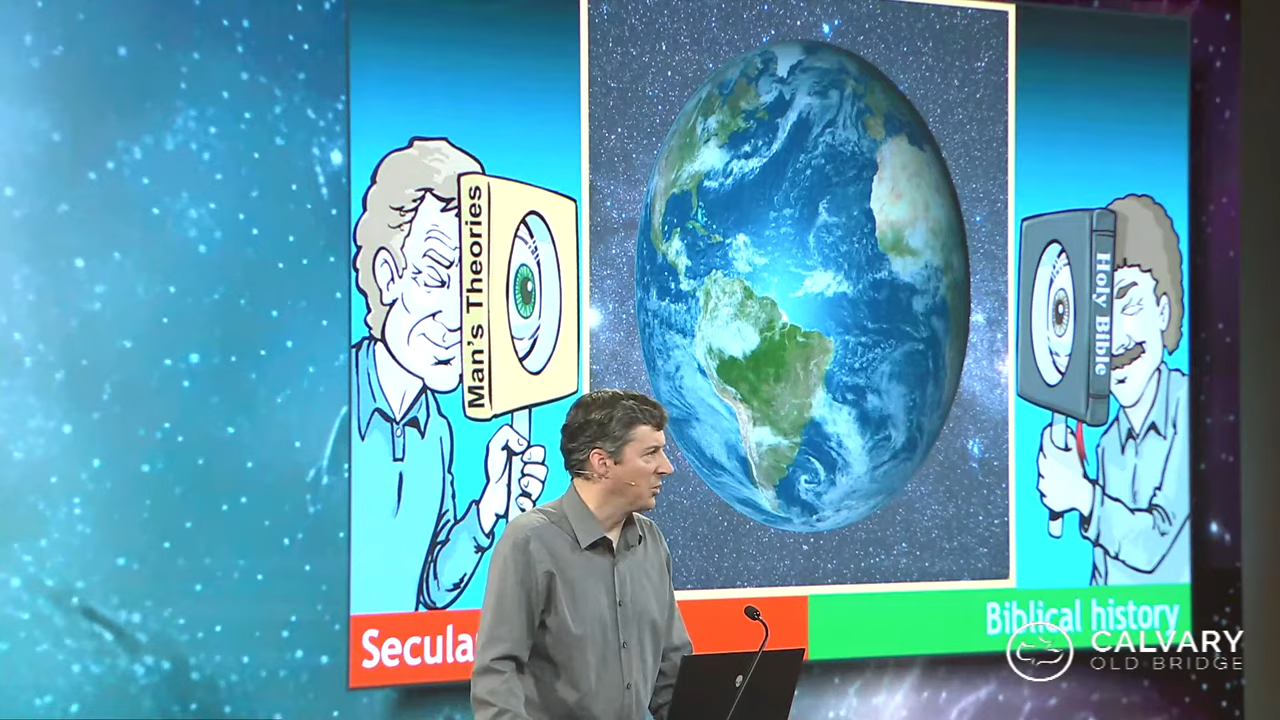 Man's Theories
Holy Bible
Secula
Biblical history
CALVARY
OLD BRIDGE